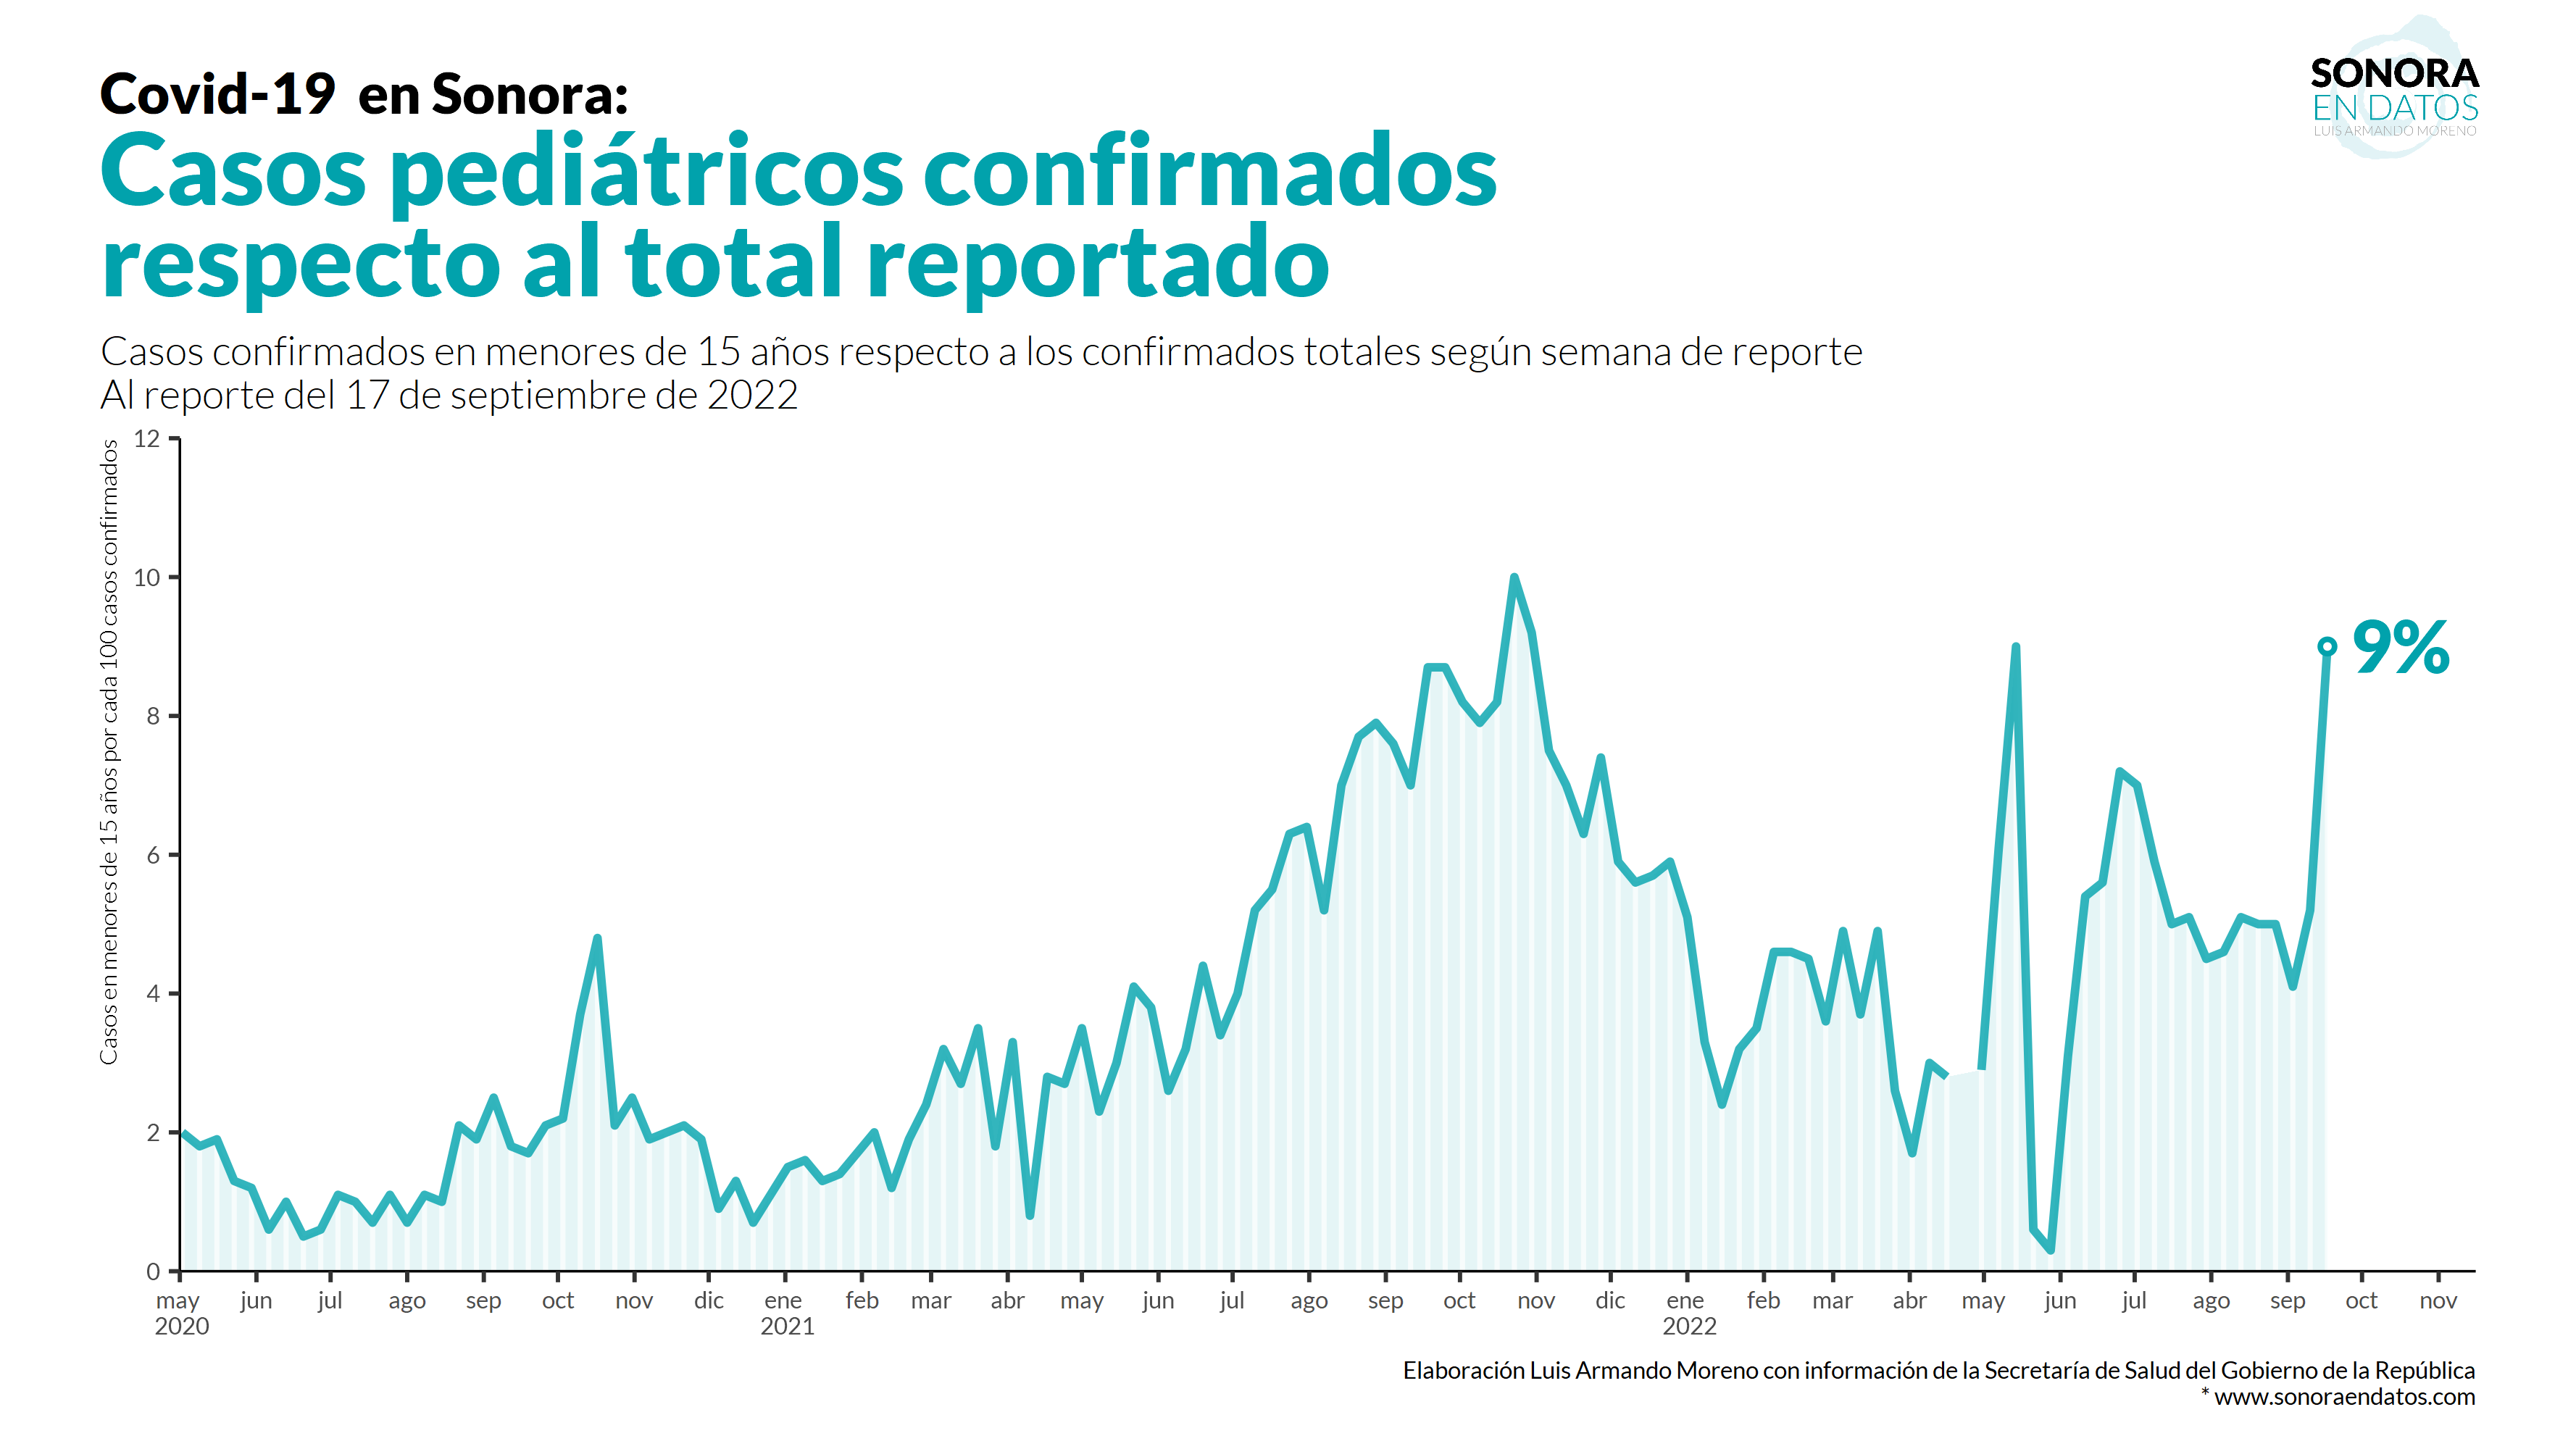 SONORA
EN DATOS
LUIS ARMANDO MORENO
Covid-19 en Sonora:
Casos pediátricos confirmados
respecto al total reportado
Casos confirmados en menores de 15 años respecto a los confirmados totales según semana de reporte
Al reporte del 17 de septiembre de 2022
Casos en menores de 15 años por cada 100 casos confirmados
12
10
8
6
4
2
0
9%
may jun jul ago sep oct nov dic ene feb mar abr may jun jul ago sep oct nov dic ene feb mar abr may jun jul ago sep oct nov
2020 2021 2022
Elaboración Luis Armando Moreno con información de la Secretaría de Salud del Gobierno de la República
* www.sonoraendatos.com